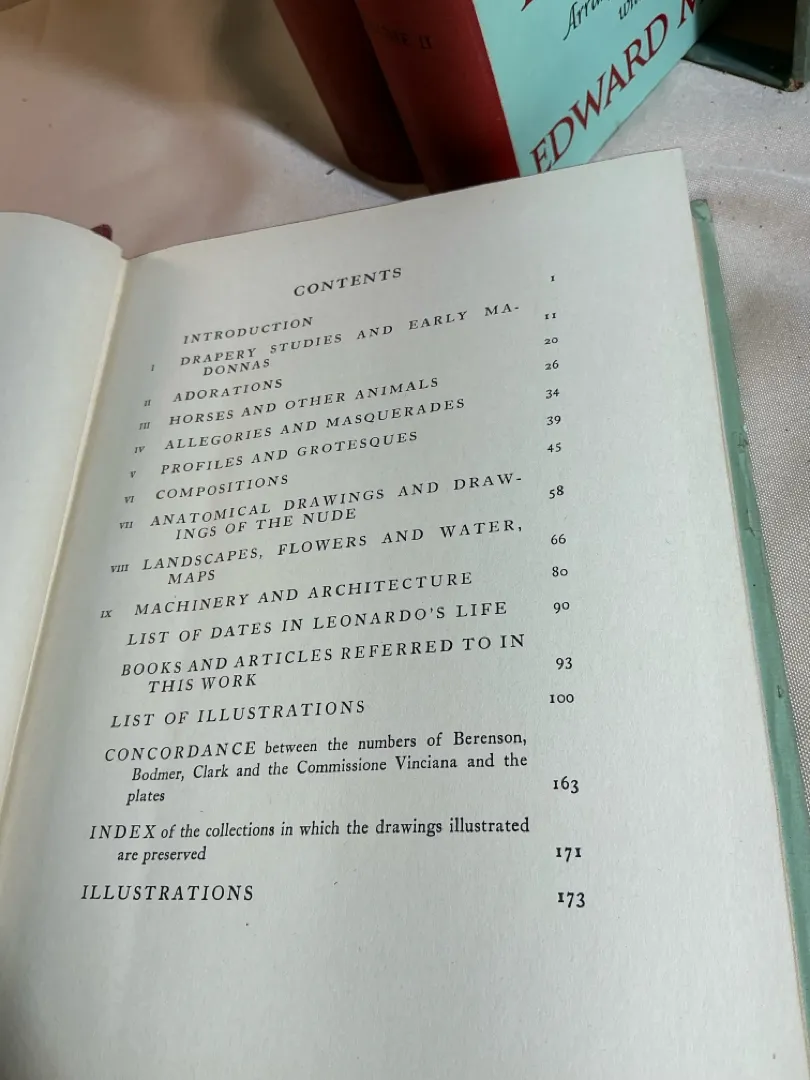 EDWARD
CONTENTS
INTRODUCTION 1
I DRAPERY STUDIES AND EARLY MA-
DONNAS 11
II ADORATIONS 20
III HORSES AND OTHER ANIMALS 26
IV ALLEGORIES AND MASQUERADES 34
V PROFILES AND GROTESQUES 39
VI COMPOSITIONS 45
VII ANATOMICAL DRAWINGS AND DRAW-
INGS OF THE NUDE 58
VIII LANDSCAPES, FLOWERS AND WATER,
MAPS 66
IX MACHINERY AND ARCHITECTURE 80
LIST OF DATES IN LEONARDO'S LIFE 90
BOOKS AND ARTICLES REFERRED TO IN
THIS WORK 93
LIST OF ILLUSTRATIONS 100
CONCORDANCE between the numbers of Berenson,
Bodmer, Clark and the Commissione Vinciana and the
plates 163
INDEX of the collections in which the drawings illustrated
are preserved 171
ILLUSTRATIONS 173